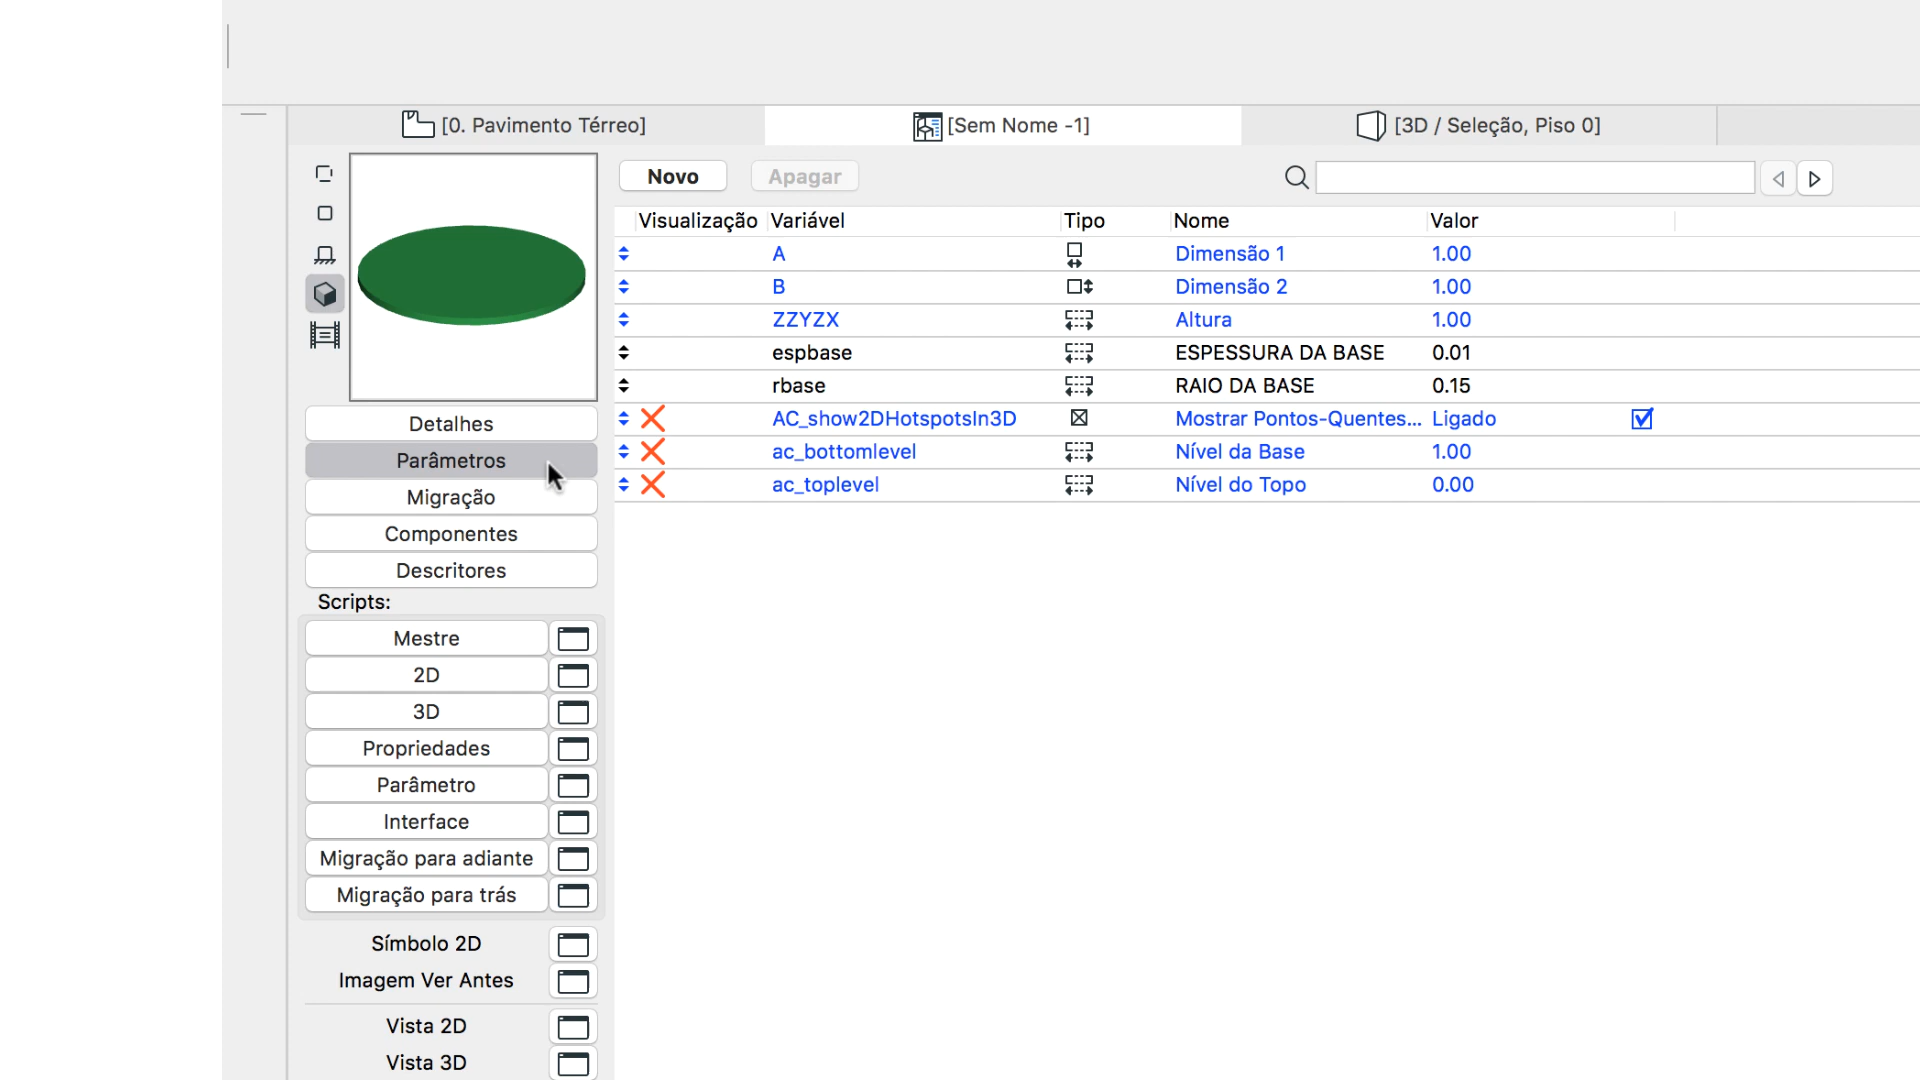 [0. Pavimento Térreo]
[Sem Nome -1]
[3D / Seleção, Piso 0]
Novo
Apagar
Visualização Variável Tipo Nome Valor
A Dimensão 1 1.00
B Dimensão 2 1.00
ZZYZX Altura 1.00
espbase ESPESSURA DA BASE 0.01
rbase RAIO DA BASE 0.15
AC_show2DHotspotsIn3D Mostrar Pontos-Quentes... Ligado
ac_bottomlevel Nível da Base 1.00
ac_toplevel Nível do Topo 0.00
Detalhes
Parâmetros
Migração
Componentes
Descritores
Scripts:
Mestre
2D
3D
Propriedades
Parâmetro
Interface
Migração para adiante
Migração para trás
Símbolo 2D
Imagem Ver Antes
Vista 2D
Vista 3D